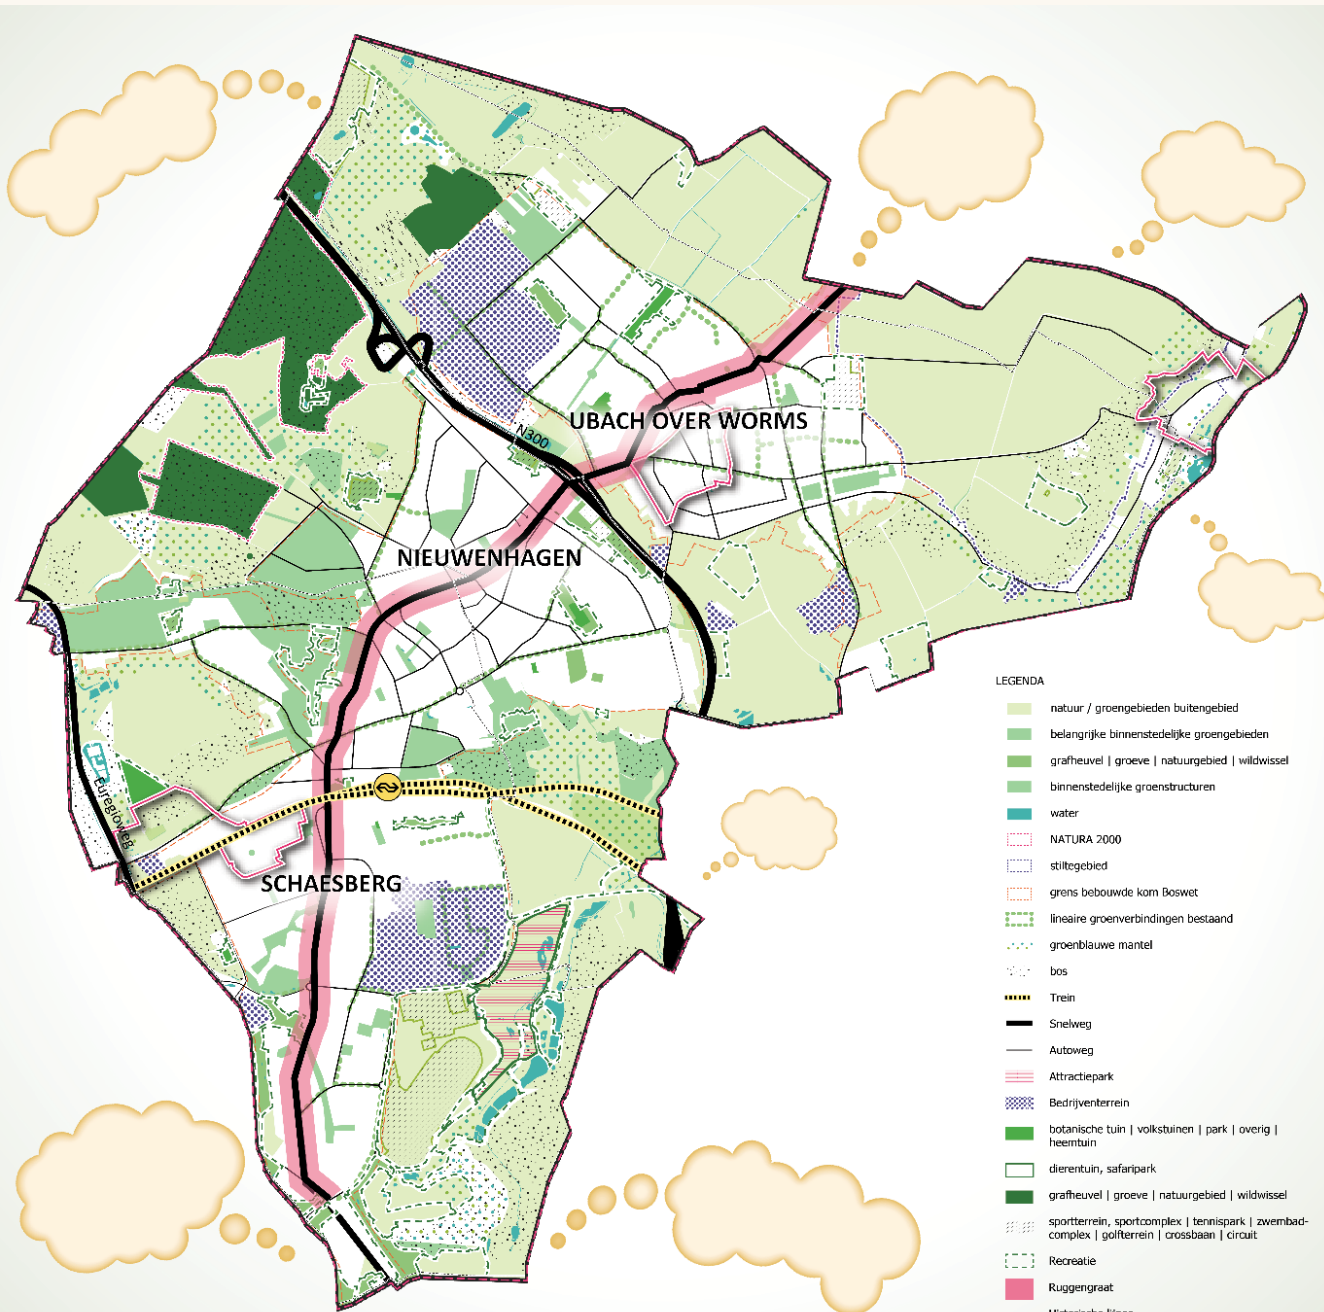 N300
UBACH OVER WORMS
NIEUWENHAGEN
Euregioweg
SCHAESBERG
LEGENDA
natuur / groengebieden buitengebied
belangrijke binnenstedelijke groengebieden
grafheuvel | groeve | natuurgebied | wildwissel
binnenstedelijke groenstructuren
water
NATURA 2000
stiltegebied
grens bebouwde kom Boswet
lineaire groenverbindingen bestaand
groenblauwe mantel
bos
Trein
Snelweg
Autoweg
Attractiepark
Bedrijventerrein
botanische tuin | volkstuinen | park | overig |
heemtuin
dierentuin, safaripark
grafheuvel | groeve | natuurgebied | wildwissel
sportterrein, sportcomplex | tennispark | zwembad-
complex | golfterrein | crossbaan | circuit
Recreatie
Ruggengraat